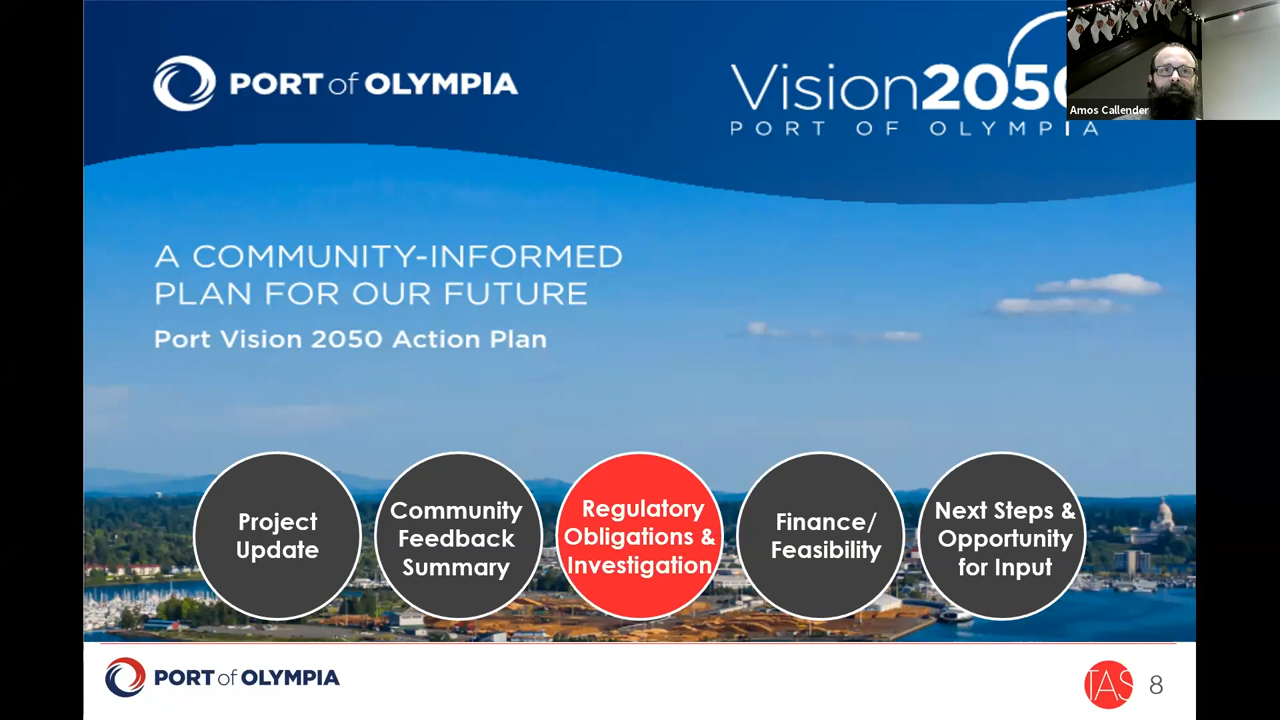 PORT of OLYMPIA
Vision2050
PORT OF OLYMPIA
Amos Callender
A COMMUNITY-INFORMED
PLAN FOR OUR FUTURE
Port Vision 2050 Action Plan
Project
Update
Community
Feedback
Summary
Regulatory
Obligations &
Investigation
Finance/
Feasibility
Next Steps &
Opportunity
for Input
PORT of OLYMPIA
TAS
8